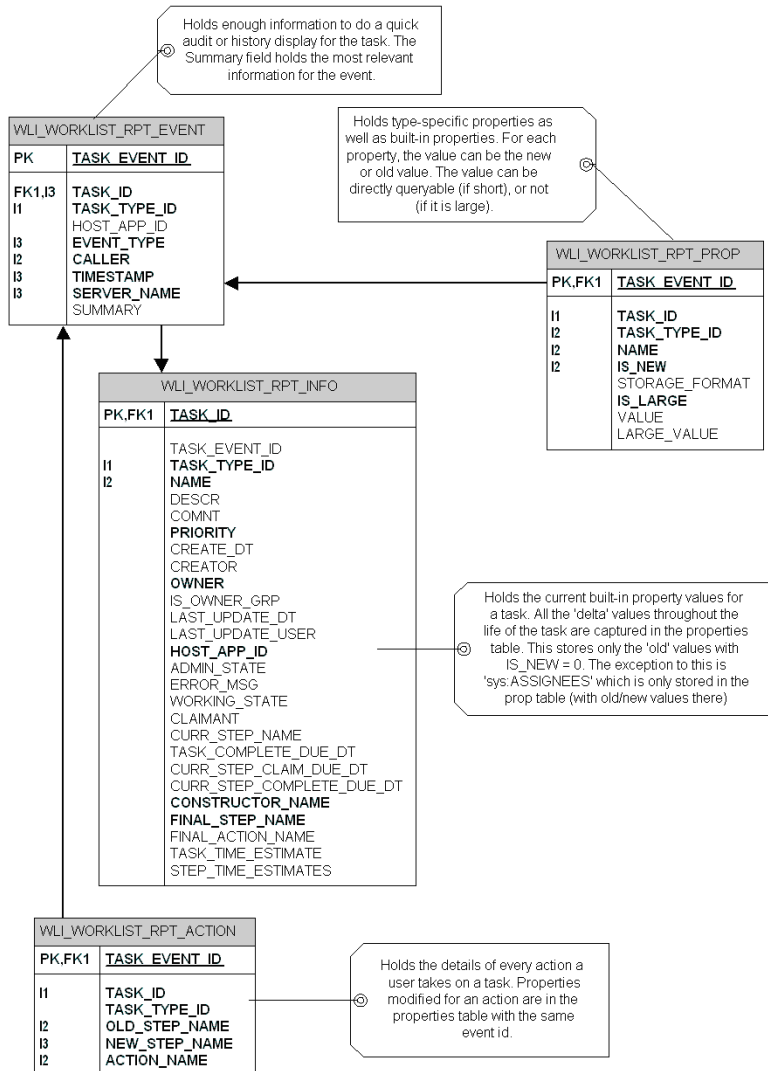 Holds enough information to do a quick
audit or history display for the task. The
Summary field holds the most relevant
information for the event.
WLI_WORKLIST_RPT_EVENT
PK TASK_EVENT_ID
FK1,I3 TASK_ID
I1 TASK_TYPE_ID
HOST_APP_ID
I3 EVENT_TYPE
I2 CALLER
I3 TIMESTAMP
I3 SERVER_NAME
SUMMARY
Holds type-specific properties as
well as built-in properties. For each
property, the value can be the new
or old value. The value can be
directly queryable (if short), or not
(if it is large).
WLI_WORKLIST_RPT_PROP
PK,FK1 TASK_EVENT_ID
I1 TASK_ID
I2 TASK_TYPE_ID
I2 NAME
I2 IS_NEW
STORAGE_FORMAT
IS_LARGE
VALUE
LARGE_VALUE
WLI_WORKLIST_RPT_INFO
PK,FK1 TASK_ID
TASK_EVENT_ID
I1 TASK_TYPE_ID
I2 NAME
DESCR
COMNT
PRIORITY
CREATE_DT
CREATOR
OWNER
IS_OWNER_GRP
LAST_UPDATE_DT
LAST_UPDATE_USER
HOST_APP_ID
ADMIN_STATE
ERROR_MSG
WORKING_STATE
CLAIMANT
CURR_STEP_NAME
TASK_COMPLETE_DUE_DT
CURR_STEP_CLAIM_DUE_DT
CURR_STEP_COMPLETE_DUE_DT
CONSTRUCTOR_NAME
FINAL_STEP_NAME
FINAL_ACTION_NAME
TASK_TIME_ESTIMATE
STEP_TIME_ESTIMATES
Holds the current built-in property values for
a task. All the 'delta' values throughout the
life of the task are captured in the properties
table. This stores only the 'old' values with
IS_NEW = 0. The exception to this is
'sys:ASSIGNEES' which is only stored in the
prop table (with old/new values there)
WLI_WORKLIST_RPT_ACTION
PK,FK1 TASK_EVENT_ID
I1 TASK_ID
TASK_TYPE_ID
I2 OLD_STEP_NAME
I3 NEW_STEP_NAME
I2 ACTION_NAME
Holds the details of every action a
user takes on a task. Properties
modified for an action are in the
properties table with the same
event id.